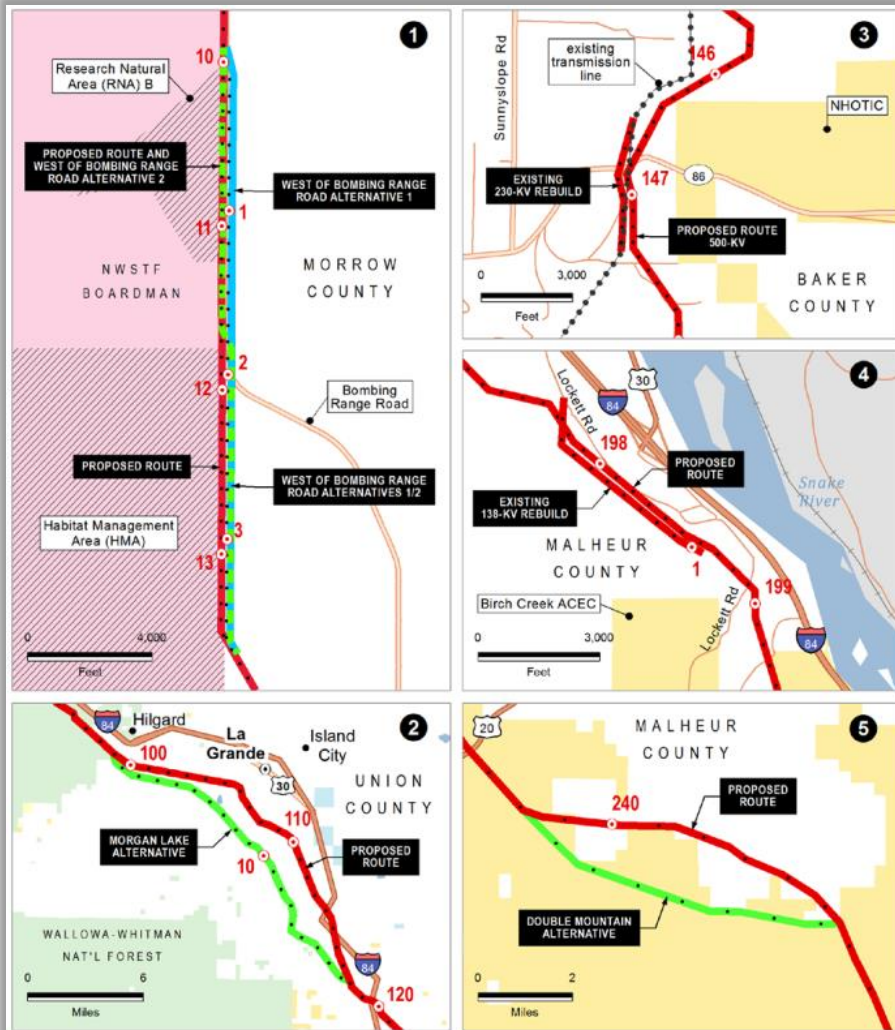 1
10
Research Natural
Area (RNA) B
PROPOSED ROUTE AND
WEST OF BOMBING RANGE
ROAD ALTERNATIVE 2
WEST OF BOMBING RANGE
ROAD ALTERNATIVE 1
1
11
NWSTF
BOARDMAN
MORROW
COUNTY
2
12
Bombing
Range Road
PROPOSED ROUTE
WEST OF BOMBING RANGE
ROAD ALTERNATIVES 1/2
Habitat Management
Area (HMA)
3
13
0 4,000
Feet
3
Sunnyslope Rd
existing
transmission
line
146
NHOTIC
EXISTING
230-KV REBUILD
147
86
PROPOSED ROUTE
500-KV
0 3,000
Feet
BAKER
COUNTY
4
30
84
Lockett Rd
198
PROPOSED
ROUTE
EXISTING
138-KV REBUILD
Snake
River
MALHEUR
COUNTY
1
199
Birch Creek ACEC
Lockett Rd
84
0 3,000
Feet
2
84
Hilgard
La
Grande
Island
City
100
30
UNION
COUNTY
110
MORGAN LAKE
ALTERNATIVE
10
PROPOSED
ROUTE
WALLOWA-WHITMAN
NAT'L FOREST
84
0 6
Miles
120
5
20
MALHEUR
COUNTY
240
PROPOSED
ROUTE
DOUBLE MOUNTAIN
ALTERNATIVE
0 2
Miles